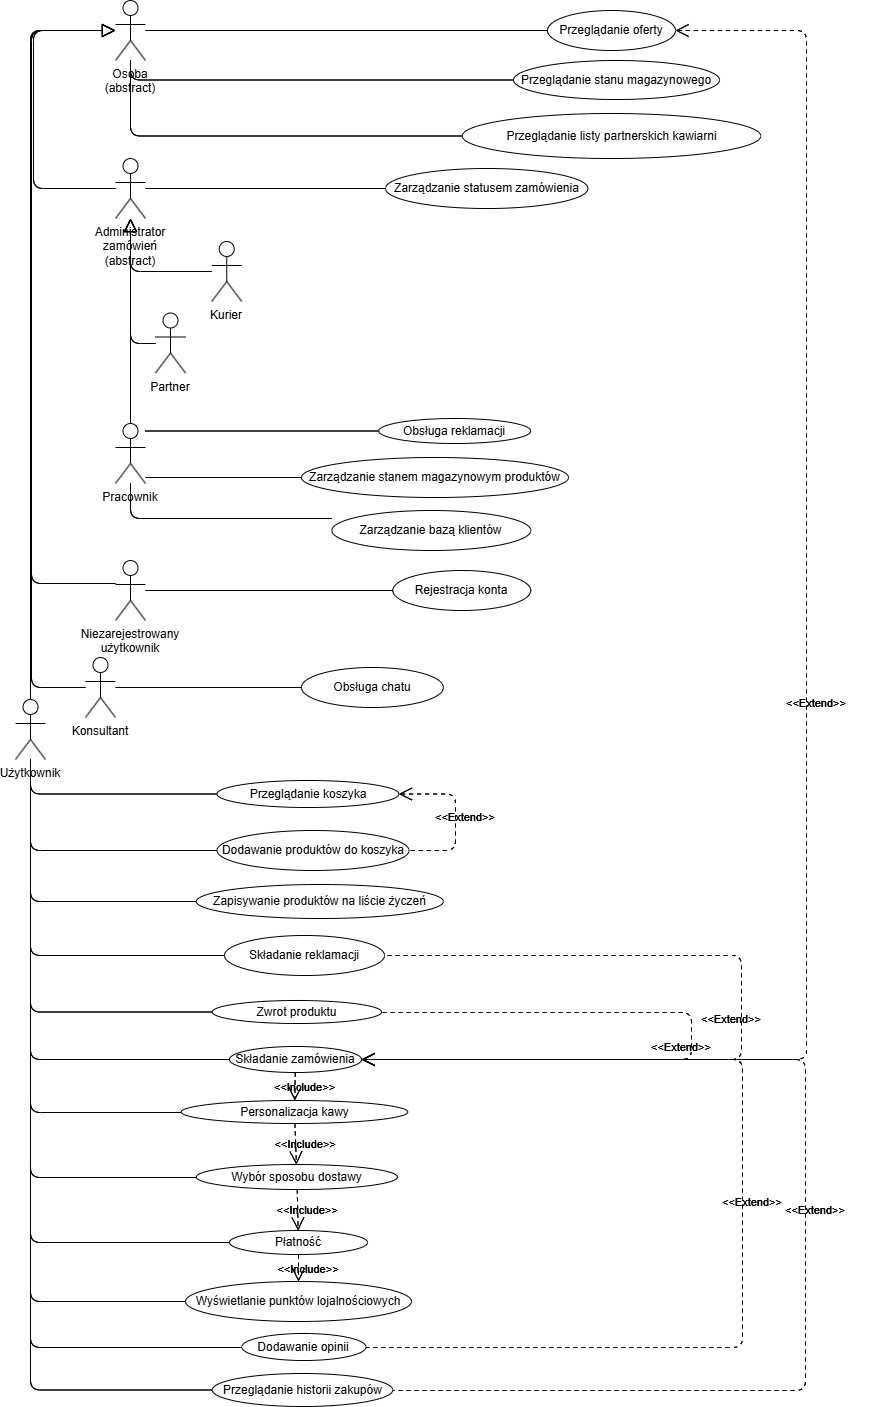 Przeglądanie oferty
Osoba
(abstract)
Przeglądanie stanu magazynowego
Przeglądanie listy partnerskich kawiarni
Zarządzanie statusem zamówienia
Administrator
zamówień
(abstract)
Kurier
Partner
Obsługa reklamacji
Zarządzanie stanem magazynowym produktów
Pracownik
Zarządzanie bazą klientów
Rejestracja konta
Niezarejestrowany
użytkownik
Obsługa chatu
<<Extend>>
Konsultant
Użytkownik
Przeglądanie koszyka
<<Extend>>
Dodawanie produktów do koszyka
Zapisywanie produktów na liście życzeń
Składanie reklamacji
Zwrot produktu
<<Extend>>
<<Extend>>
Składanie zamówienia
<<Include>>
Personalizacja kawy
<<Include>>
Wybór sposobu dostawy
<<Extend>>
<<Include>>
<<Extend>>
Płatność
<<Include>>
Wyświetlanie punktów lojalnościowych
Dodawanie opinii
Przeglądanie historii zakupów